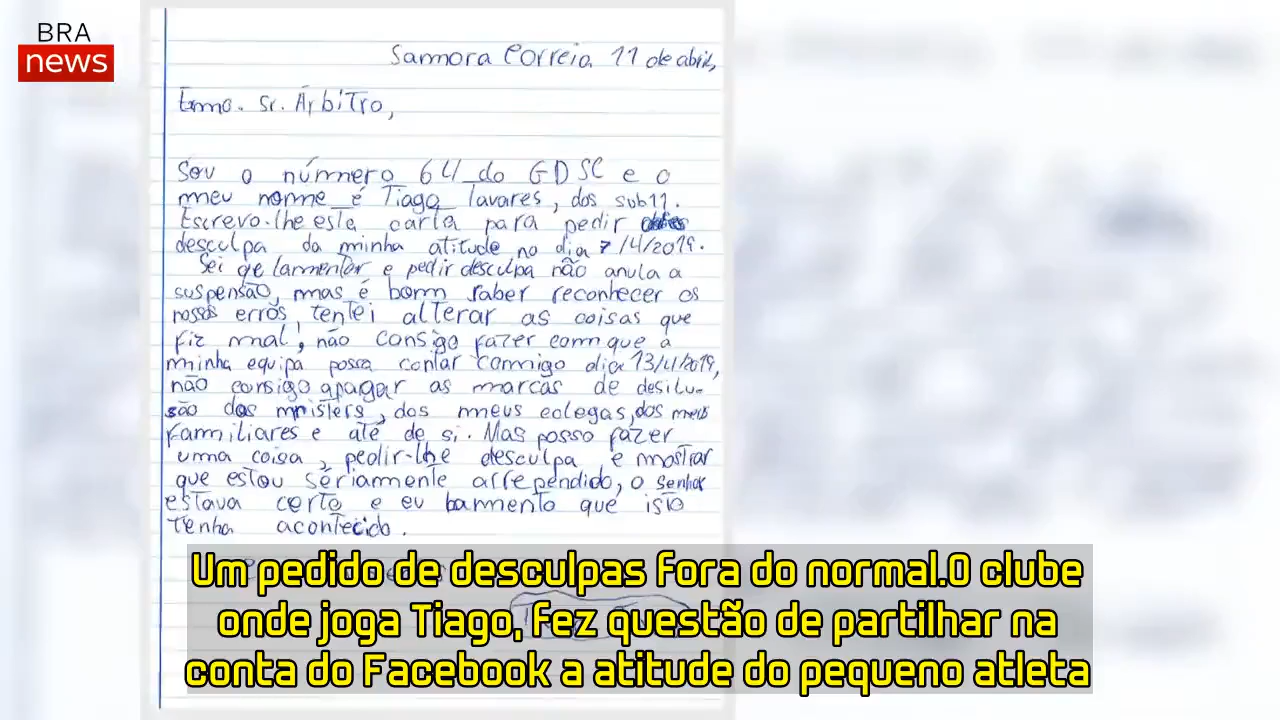 BRA
news
Samora Correia 11 de abril,
Exmo. Sr. Árbitro,
Sou o número 64 do GDSC e o
meu nome é Tiago Tavares, dos sub11.
Escrevo-lhe esta carta para pedir
desculpa da minha atitude no dia 7/4/2019.
Sei qe lamentar e pedir desculpa não anula a
suspensão, mas é bom saber reconhecer os
nossos erros, tentei alterar as coisas que
fiz mal, não consigo fazer com que a
minha equipa possa contar comigo dia 13/4/2019,
não consigo apagar as marcas de desilu-
são dos misters, dos meus colegas, dos meus
familiares e até de si. Mas posso fazer
uma coisa, pedir-lhe desculpa e mostrar
que estou sériamente arrependido, o senhor
estava certo e eu lamento que isto
tenha acontecido.
Um pedido de desculpas fora do normal.O clube
onde joga Tiago, fez questão de partilhar na
conta do Facebook a atitude do pequeno atleta